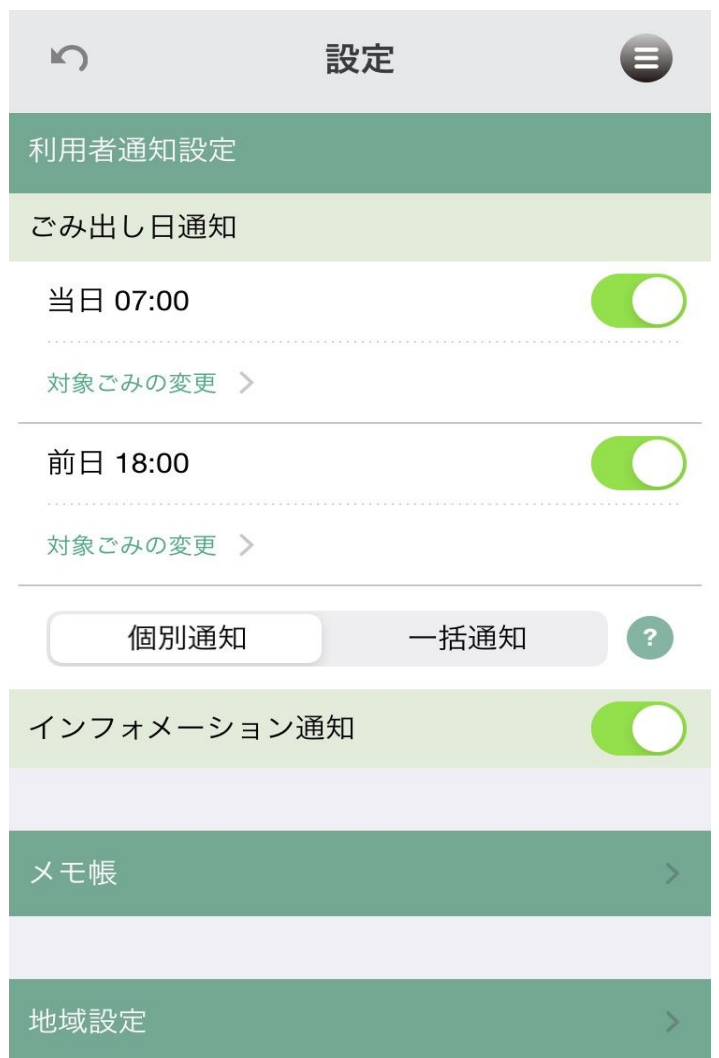 設定
利用者通知設定
ごみ出し日通知
当日 07:00
対象ごみの変更
前日 18:00
対象ごみの変更
個別通知 一括通知 ?
インフォメーション通知
メモ帳
地域設定